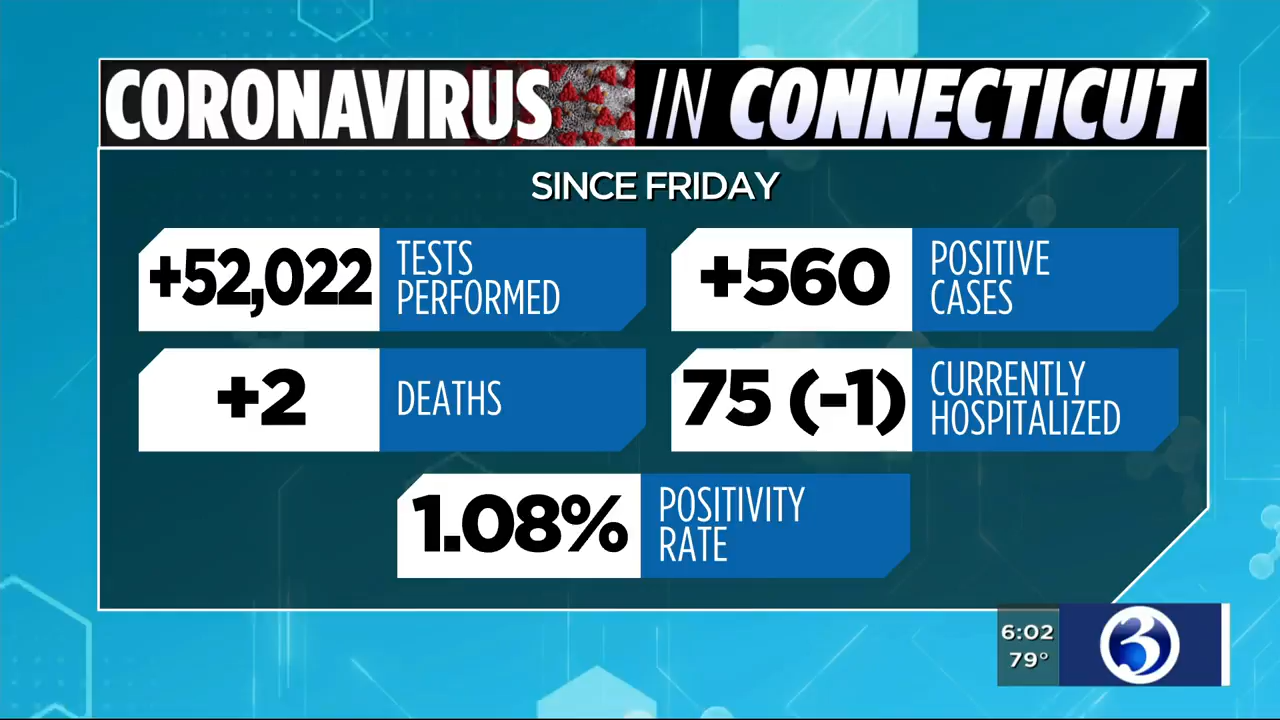 CORONAVIRUS IN CONNECTICUT
SINCE FRIDAY
+52,022
TESTS
PERFORMED
+560
POSITIVE
CASES
+2
DEATHS
75 (-1)
CURRENTLY
HOSPITALIZED
1.08%
POSITIVITY
RATE
6:02
79°
3